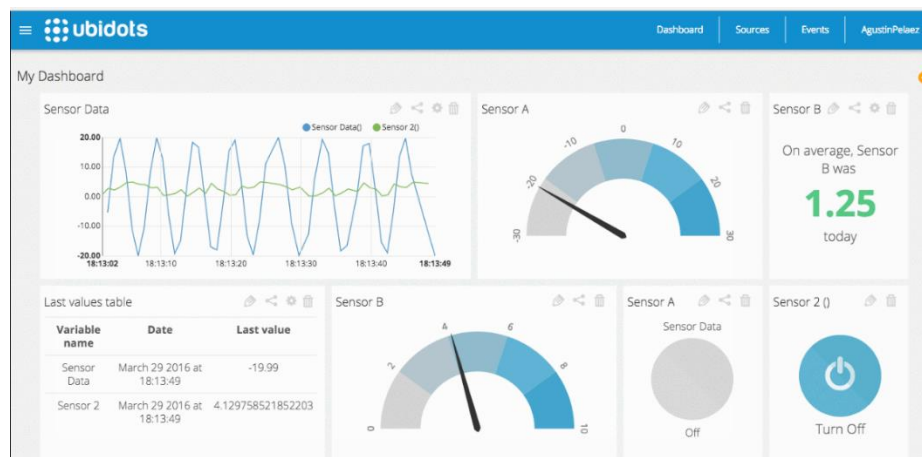 ubidots
Dashboard
Sources
Events
AgustinPelaez
My Dashboard
Sensor Data
Sensor Data()
Sensor 2()
20.00
10.00
0.00
-10.00
-20.00
18:13:02
18:13:10
18:13:20
18:13:30
18:13:40
18:13:49
Sensor A
-30
-20
-10
0
10
20
30
Sensor B
On average, Sensor
B was
1.25
today
Last values table
Variable
name
Date
Last value
Sensor
Data
March 29 2016 at
18:13:49
-19.99
Sensor 2
March 29 2016 at
18:13:49
4.129758521852203
Sensor B
0
2
4
6
8
10
Sensor A
Sensor Data
Off
Sensor 2 ()
Turn Off